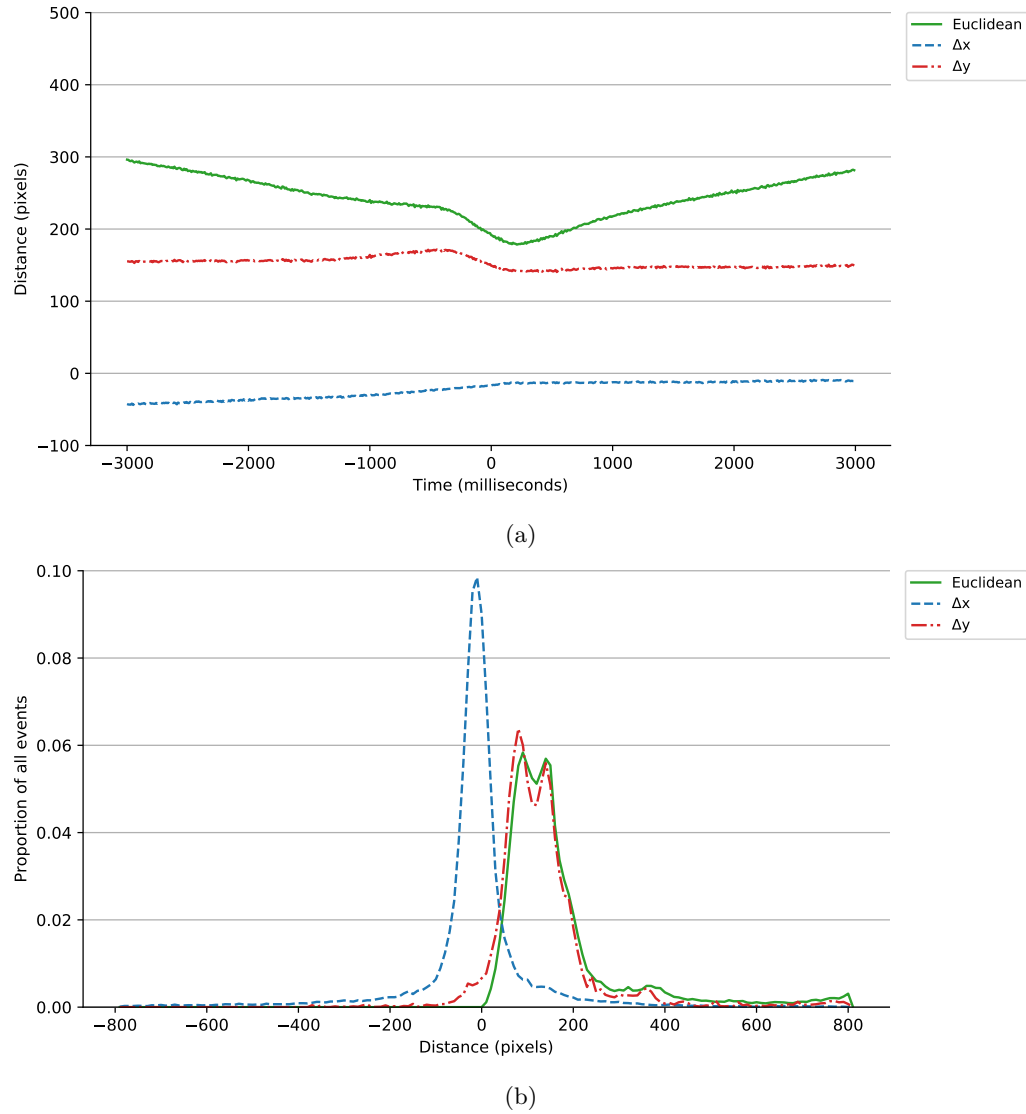 500
400
300
200
100
0
−100
Distance (pixels)
−3000 −2000 −1000 0 1000 2000 3000
Time (milliseconds)
Euclidean
Δx
Δy
(a)
0.10
0.08
0.06
0.04
0.02
0.00
Proportion of all events
−800 −600 −400 −200 0 200 400 600 800
Distance (pixels)
Euclidean
Δx
Δy
(b)